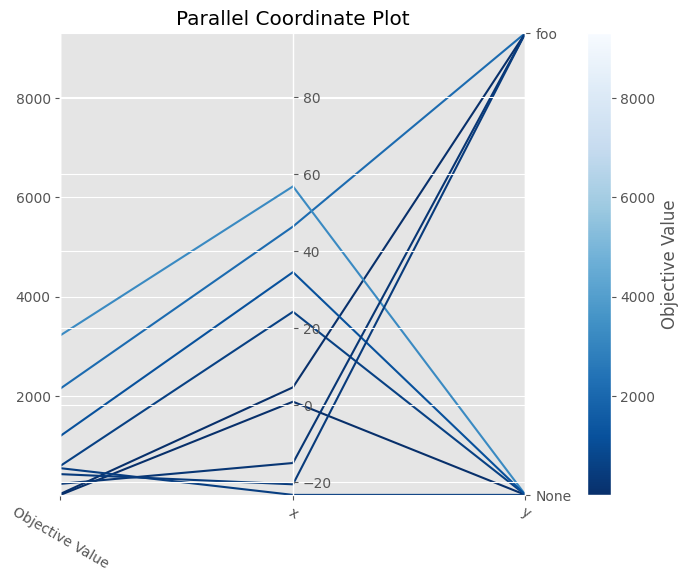 Parallel Coordinate Plot
8000
6000
4000
2000
80
60
40
20
0
−20
foo
None
8000
6000
4000
2000
Objective Value
Objective Value
x
y